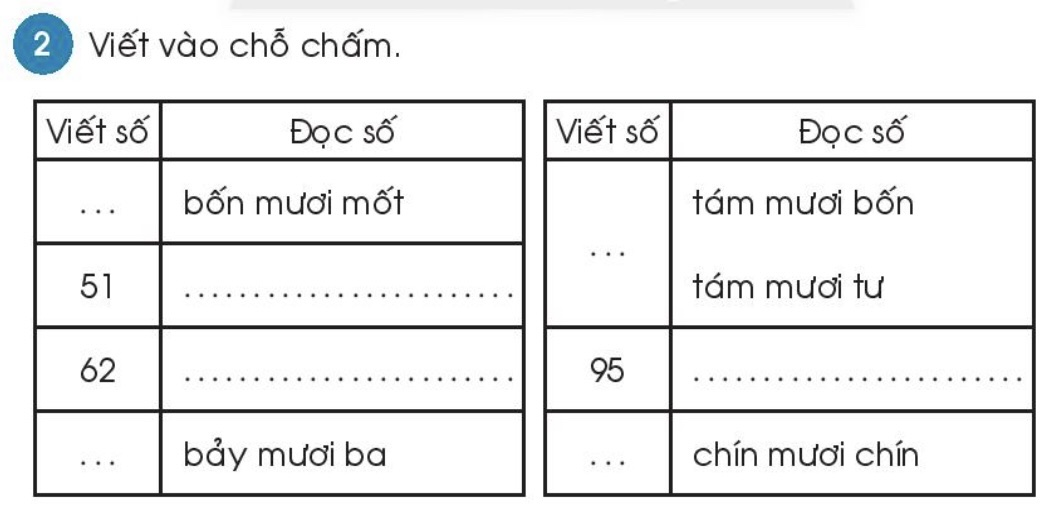 2 Viết vào chỗ chấm.
Viết số Đọc số
... bốn mươi mốt
51 ........................
62 ........................
... bảy mươi ba
Viết số Đọc số
tám mươi bốn
...
tám mươi tư
95 ........................
... chín mươi chín